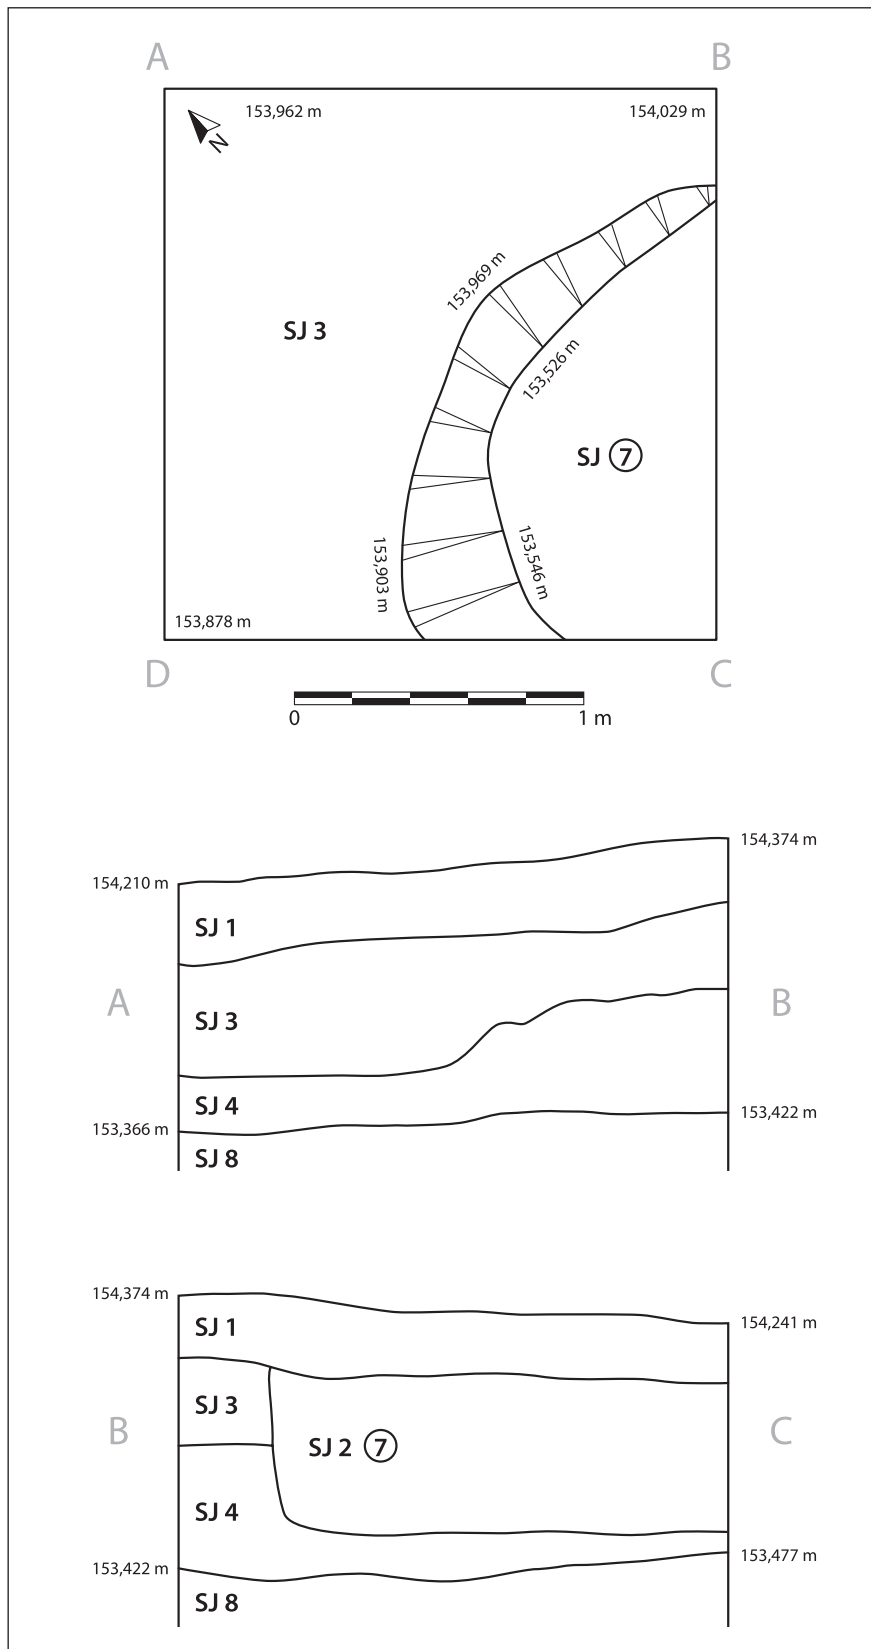 A
B
N
153,962 m
154,029 m
153,969 m
SJ 3
153,526 m
SJ 7
153,903 m
153,546 m
153,878 m
D
C
0
1 m
154,374 m
154,210 m
SJ 1
A
SJ 3
B
SJ 4
153,366 m
153,422 m
SJ 8
154,374 m
154,241 m
SJ 1
SJ 3
B
SJ 2 7
C
SJ 4
153,422 m
153,477 m
SJ 8